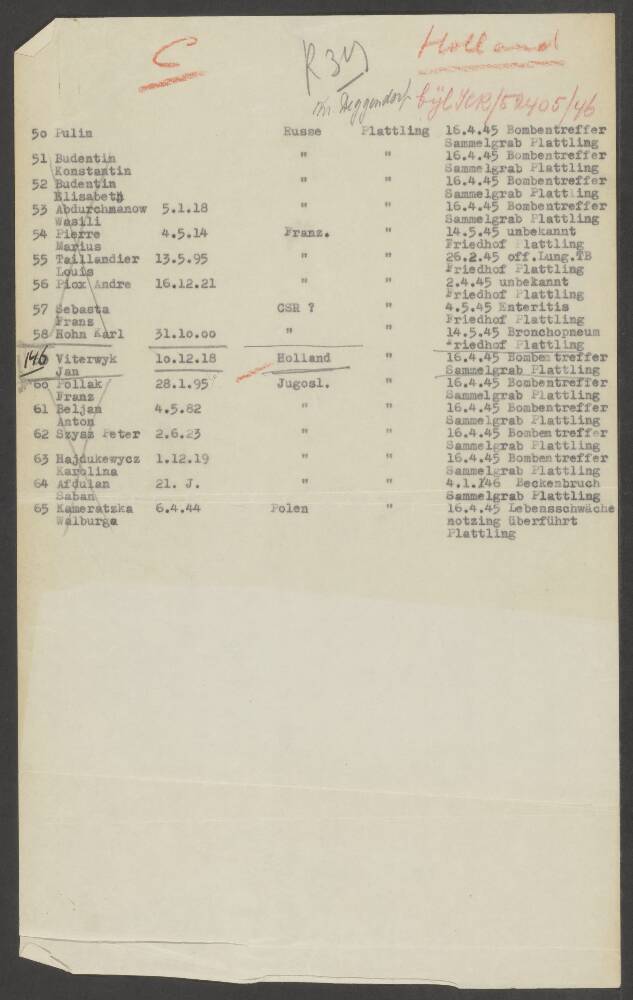 C
Holland
R 3
Kr. Deggendorf
bijl YCR/52405/46
50 Pulin Russe Plattling 16.4.45 Bombentreffer
Sammelgrab Plattling
51 Budentin " " 16.4.45 Bombentreffer
Konstantin Sammelgrab Plattling
52 Budentin " " 16.4.45 Bombentreffer
Elisabeth Sammelgrab Plattling
53 Abdurchmanow 5.1.18 " " 16.4.45 Bombentreffer
Wasili Sammelgrab Plattling
54 Pierre 4.5.14 Franz. " 14.5.45 unbekannt
Marius Friedhof Plattling
55 Taillandier 13.5.95 " " 26.2.45 off.Lung.TB
Louis Friedhof Plattling
56 Piox Andre 16.12.21 " " 2.4.45 unbekannt
Friedhof Plattling
57 Sebasta CSR ? " 4.5.45 Enteritis
Franz Friedhof Plattling
58 Hohn Karl 31.10.00 " " 14.5.45 Bronchopneum
Friedhof Plattling
146 Viterwyk 10.12.18 Holland " 16.4.45 Bombentreffer
Jan Sammelgrab Plattling
60 Pollak 28.1.95 Jugosl. " 16.4.45 Bombentreffer
Franz Sammelgrab Plattling
61 Beljan 4.5.82 " " 16.4.45 Bombentreffer
Anton Sammelgrab Plattling
62 Szysz Peter 2.6.23 " " 16.4.45 Bombentreffer
Sammelgrab Plattling
63 Hajdukewycz 1.12.19 " " 16.4.45 Bombentreffer
Karolina Sammelgrab Plattling
64 Afdulan 21. J. " " 4.1.146 Beckenbruch
Saban Sammelgrab Plattling
65 Kameratzka 6.4.44 Polen " 16.4.45 Lebensschwäche
Walburga notzing überführt
Plattling